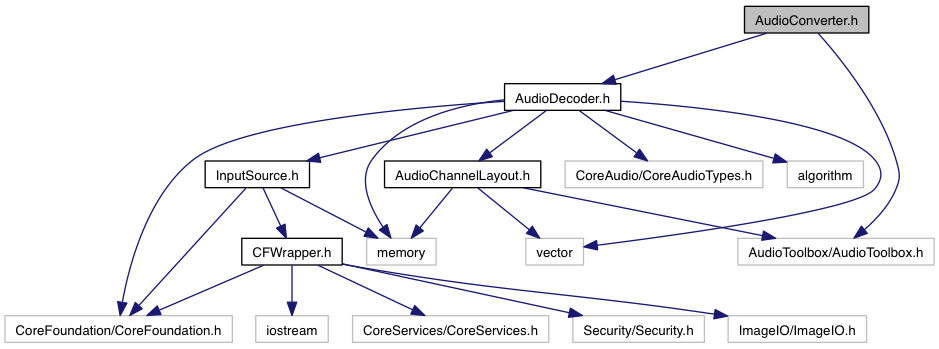 AudioConverter.h
AudioDecoder.h
InputSource.h
AudioChannelLayout.h
CoreAudio/CoreAudioTypes.h
algorithm
CFWrapper.h
memory
vector
AudioToolbox/AudioToolbox.h
CoreFoundation/CoreFoundation.h
iostream
CoreServices/CoreServices.h
Security/Security.h
ImageIO/ImageIO.h